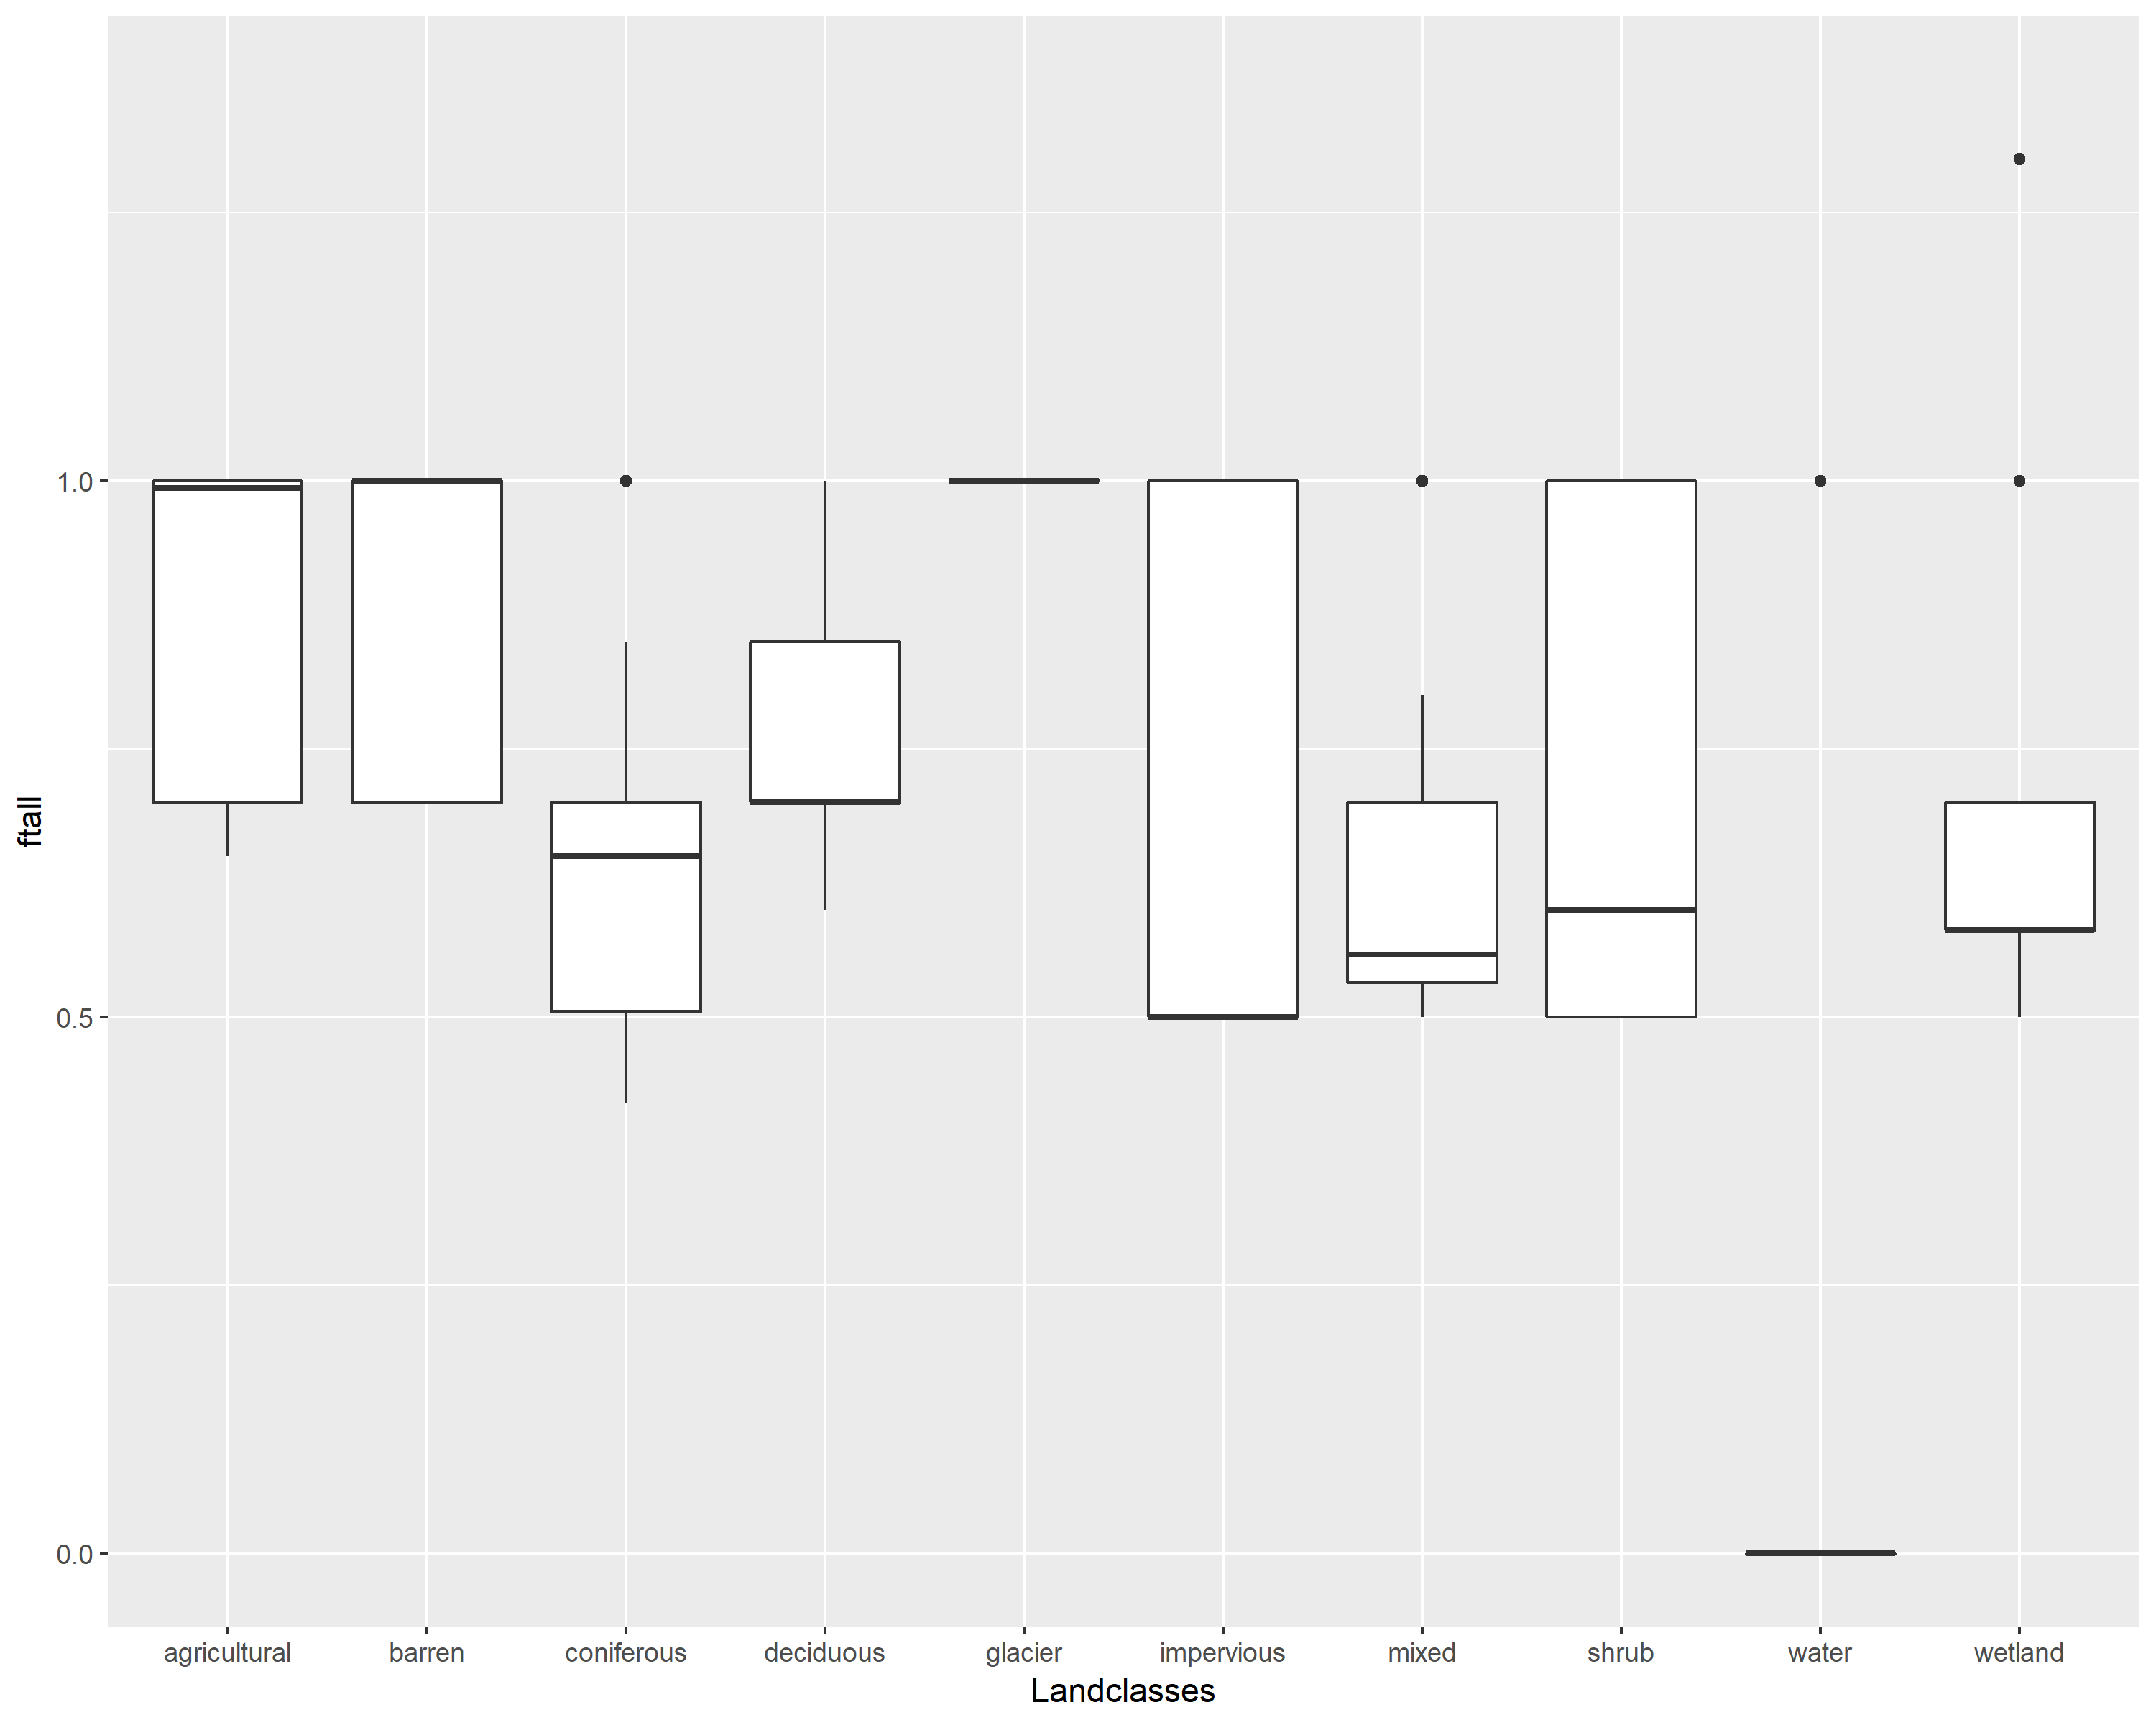 ftall
1.0
0.5
0.0
agricultural barren coniferous deciduous glacier impervious mixed shrub water wetland
Landclasses